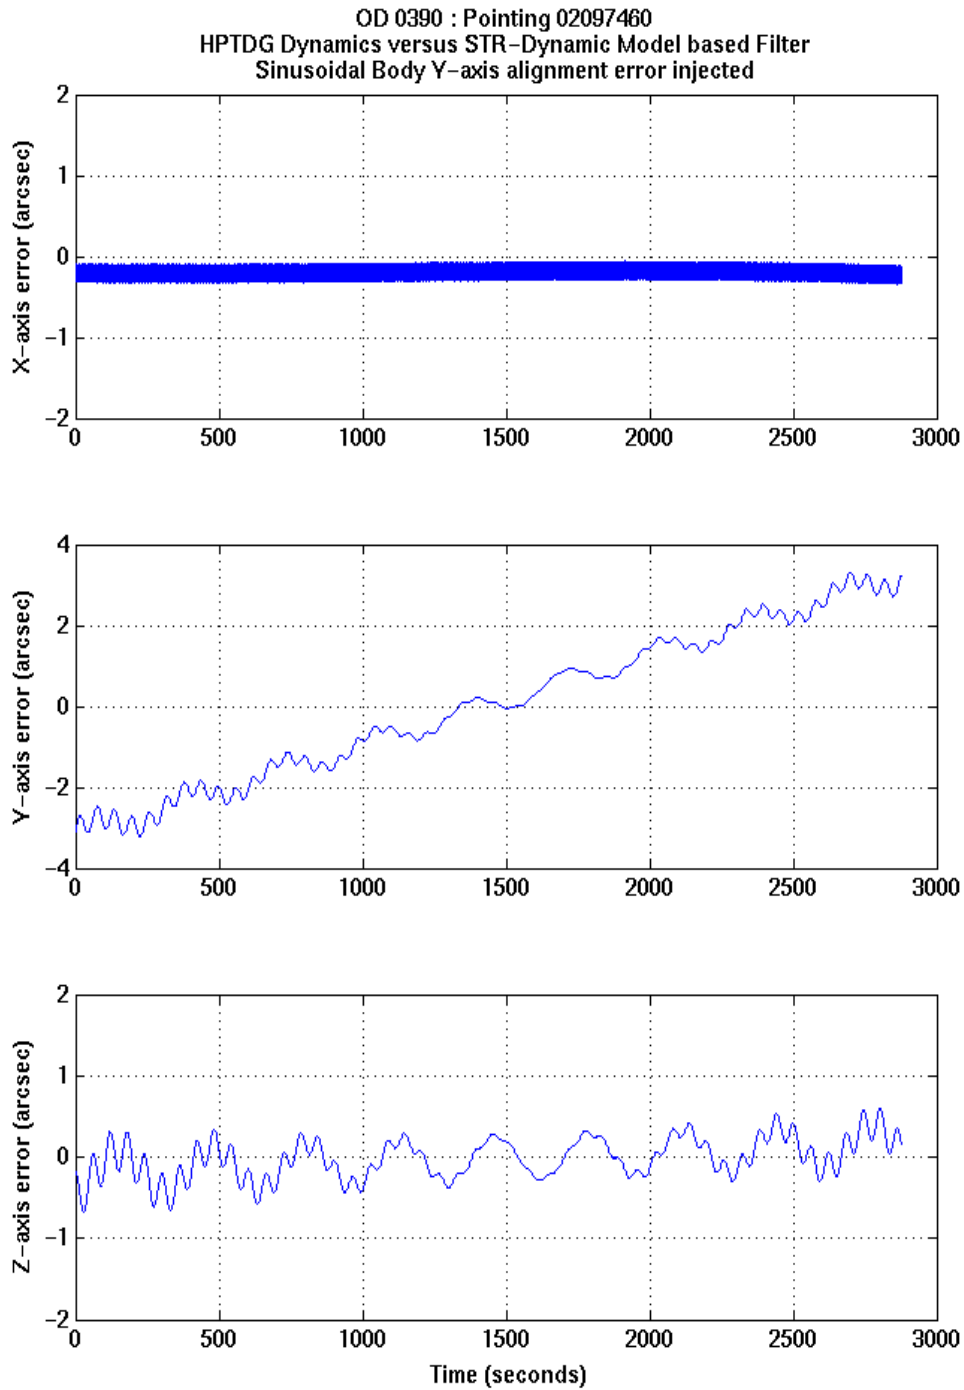 OD 0390 : Pointing 02097460
HPTDG Dynamics versus STR-Dynamic Model based Filter
Sinusoidal Body Y-axis alignment error injected
2
1
0
-1
-2
X-axis error (arcsec)
0 500 1000 1500 2000 2500 3000
4
2
0
-2
-4
Y-axis error (arcsec)
0 500 1000 1500 2000 2500 3000
2
1
0
-1
-2
Z-axis error (arcsec)
0 500 1000 1500 2000 2500 3000
Time (seconds)